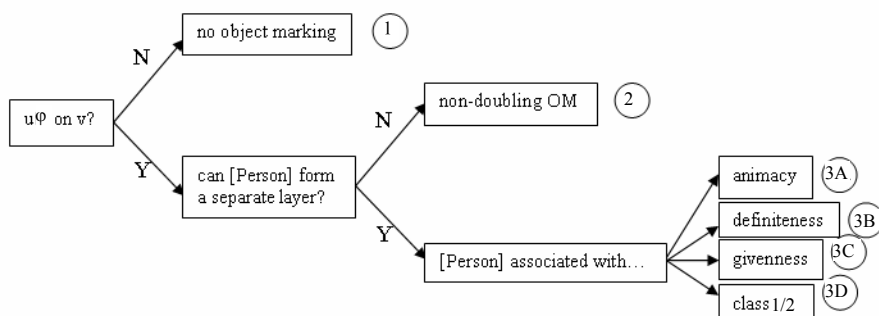 no object marking
1
N
uφ on v?
non-doubling OM
2
N
Y
can [Person] form
a separate layer?
animacy
3A
definiteness
3B
Y
givenness
3C
[Person] associated with…
class 1/2
3D